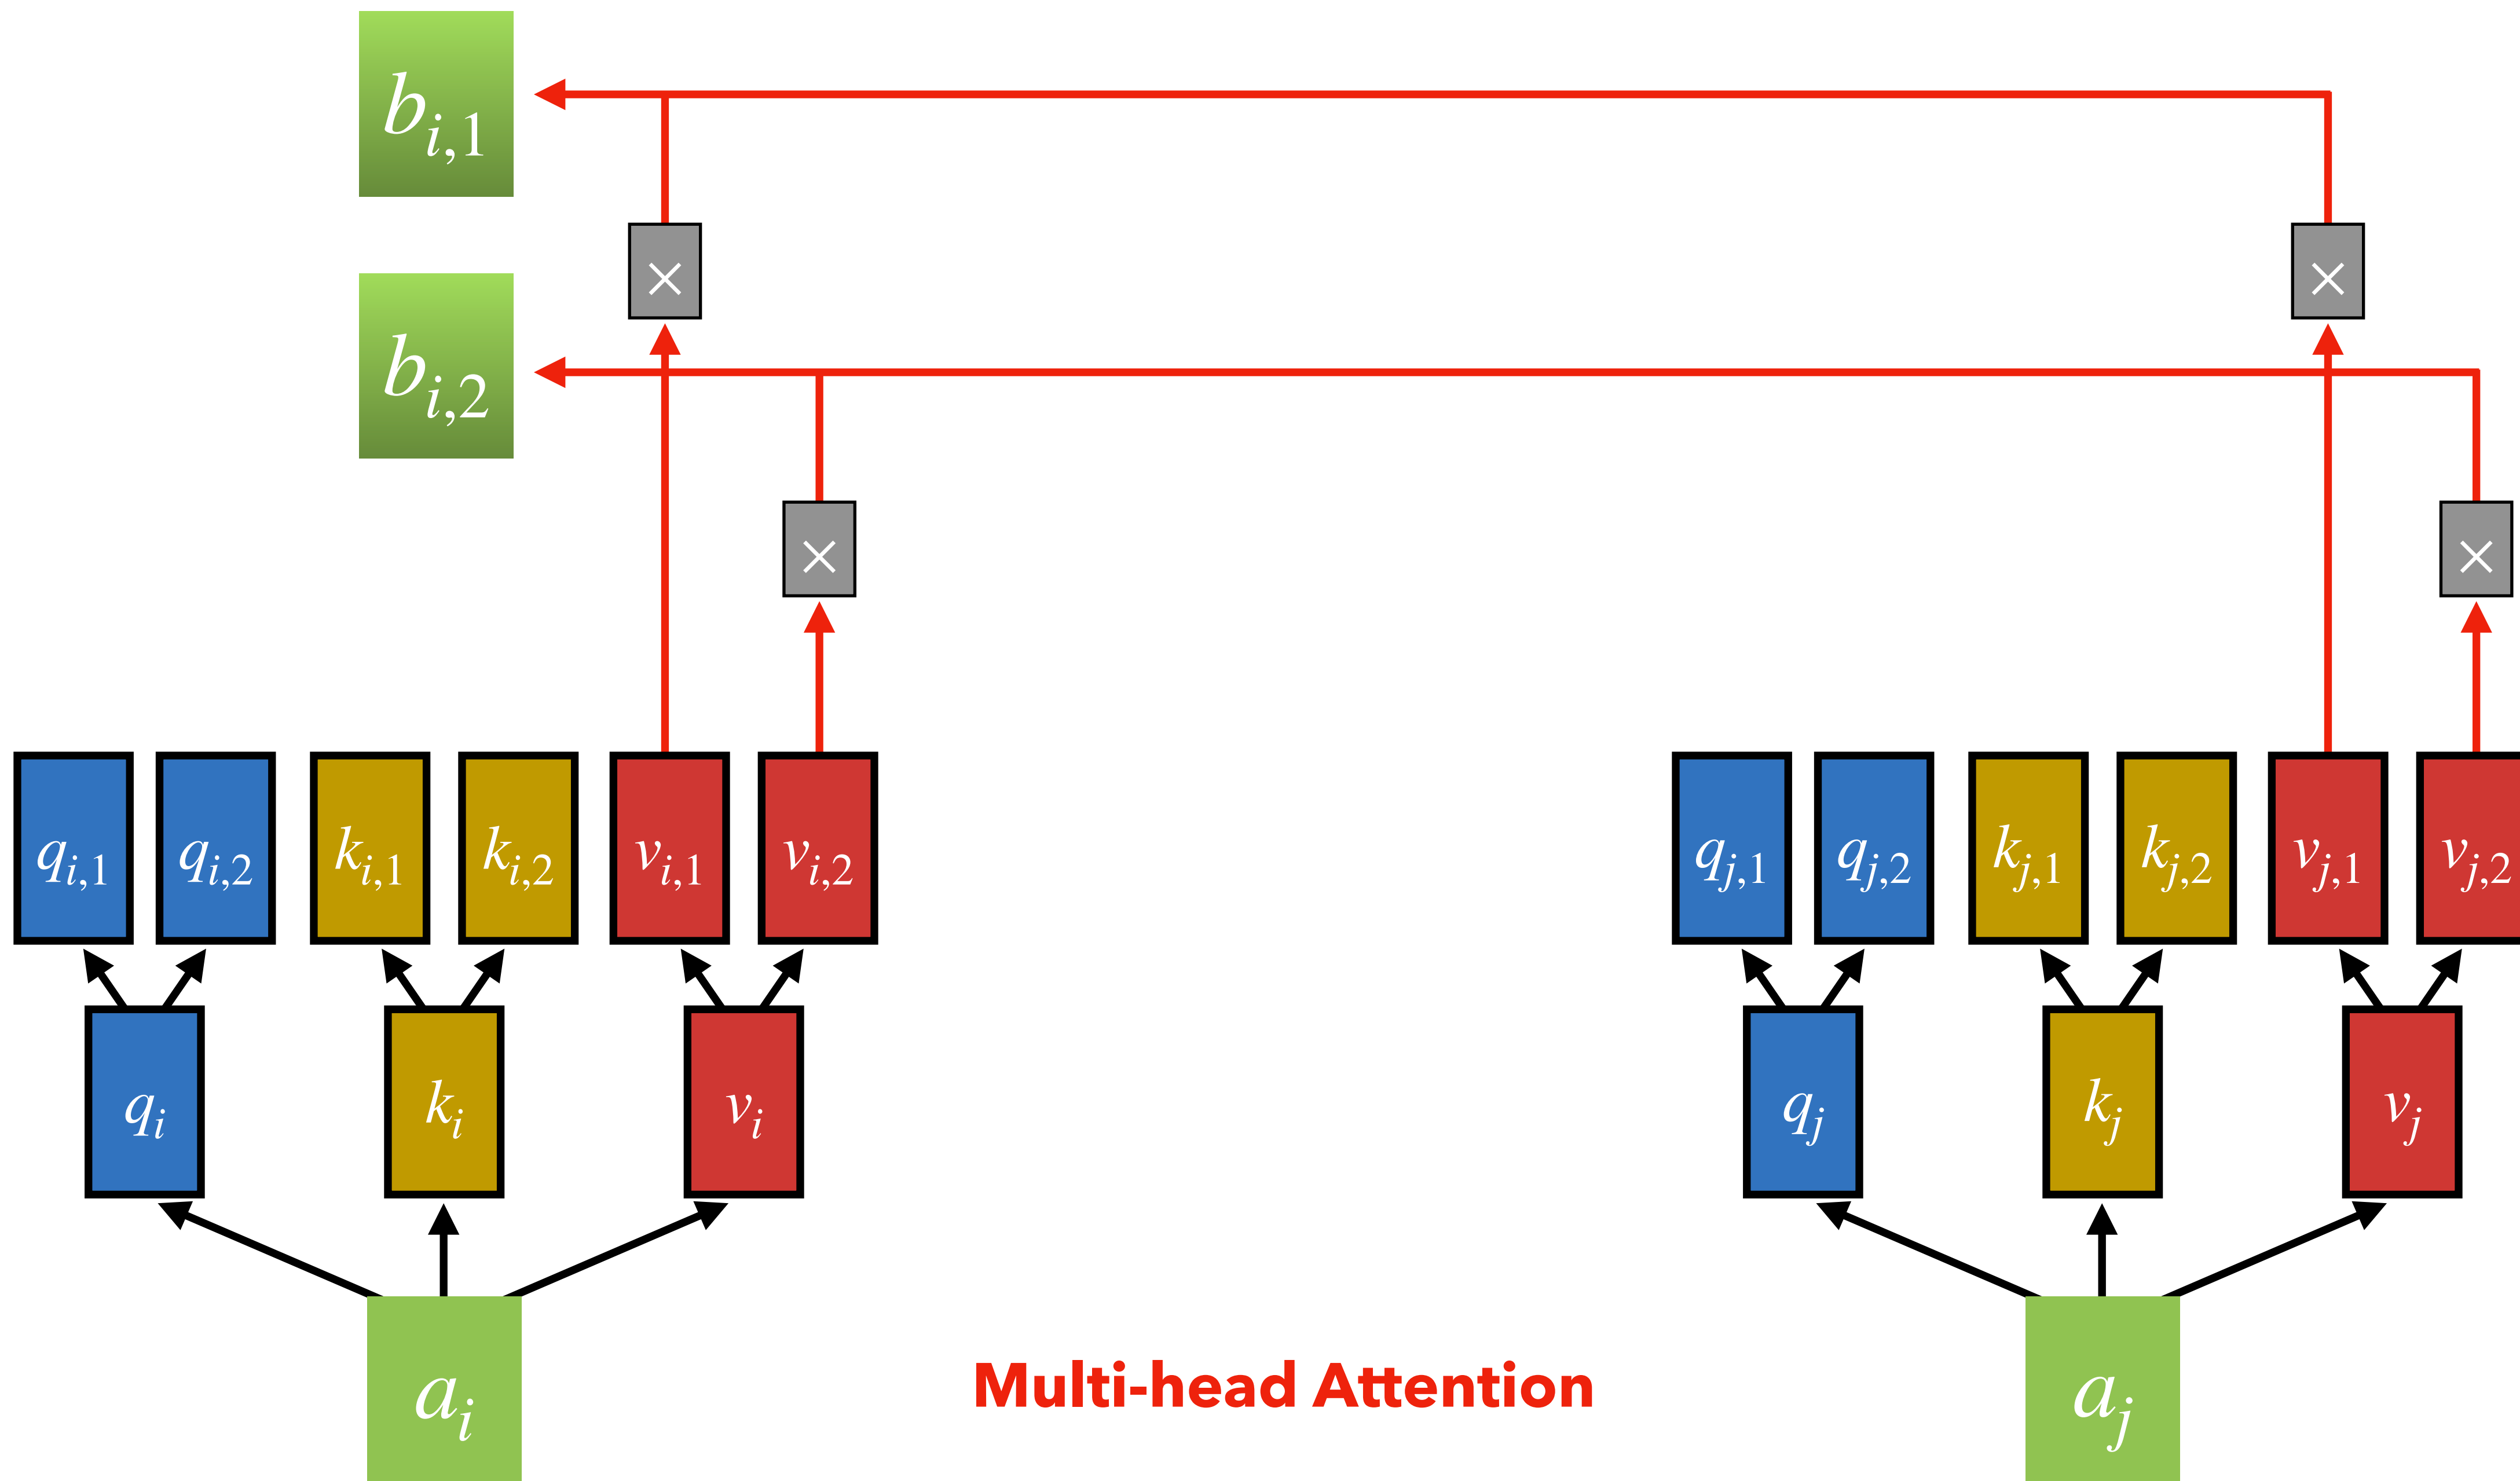 b_{i,1}
×
×
b_{i,2}
×
×
q_{i,1} q_{i,2} k_{i,1} k_{i,2} v_{i,1} v_{i,2} q_{j,1} q_{j,2} k_{j,1} k_{j,2} v_{j,1} v_{j,2}
q_i k_i v_i q_j k_j v_j
a_i Multi-head Attention a_j